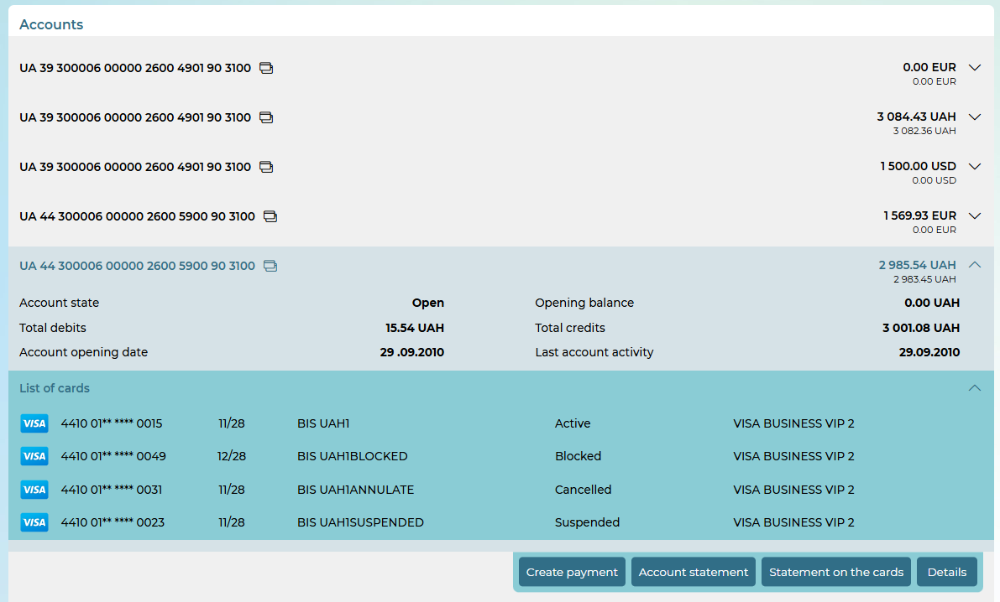 Accounts
UA 39 300006 00000 2600 4901 90 3100 0.00 EUR
0.00 EUR
UA 39 300006 00000 2600 4901 90 3100 3 084.43 UAH
3 082.36 UAH
UA 39 300006 00000 2600 4901 90 3100 1 500.00 USD
0.00 USD
UA 44 300006 00000 2600 5900 90 3100 1 569.93 EUR
0.00 EUR
UA 44 300006 00000 2600 5900 90 3100 2 985.54 UAH
2 983.45 UAH
Account state Open Opening balance 0.00 UAH
Total debits 15.54 UAH Total credits 3 001.08 UAH
Account opening date 29 .09.2010 Last account activity 29.09.2010
List of cards
VISA 4410 01** **** 0015 11/28 BIS UAH1 Active VISA BUSINESS VIP 2
VISA 4410 01** **** 0049 12/28 BIS UAH1BLOCKED Blocked VISA BUSINESS VIP 2
VISA 4410 01** **** 0031 11/28 BIS UAH1ANNULATE Cancelled VISA BUSINESS VIP 2
VISA 4410 01** **** 0023 11/28 BIS UAH1SUSPENDED Suspended VISA BUSINESS VIP 2
Create payment Account statement Statement on the cards Details